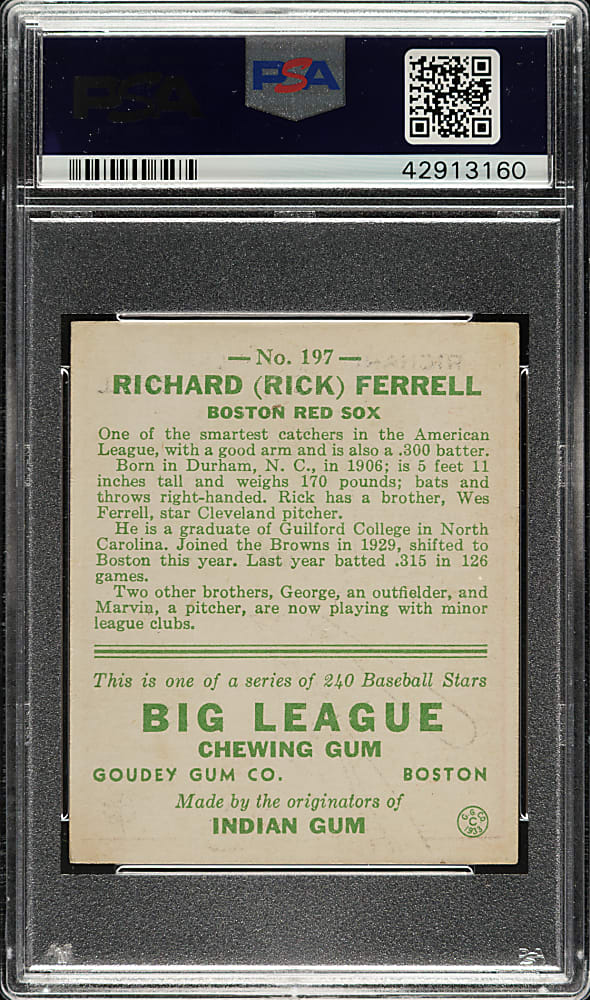 PSA
PSA
42913160
— No. 197 —
RICHARD (RICK) FERRELL
BOSTON RED SOX
One of the smartest catchers in the American
League, with a good arm and is also a .300 batter.
Born in Durham, N. C., in 1906; is 5 feet 11
inches tall and weighs 170 pounds; bats and
throws right-handed. Rick has a brother, Wes
Ferrell, star Cleveland pitcher.
He is a graduate of Guilford College in North
Carolina. Joined the Browns in 1929, shifted to
Boston this year. Last year batted .315 in 126
games.
Two other brothers, George, an outfielder, and
Marvin, a pitcher, are now playing with minor
league clubs.
This is one of a series of 240 Baseball Stars
BIG LEAGUE
CHEWING GUM
GOUDEY GUM CO. BOSTON
Made by the originators of
INDIAN GUM
G. G. CO.
C
1933